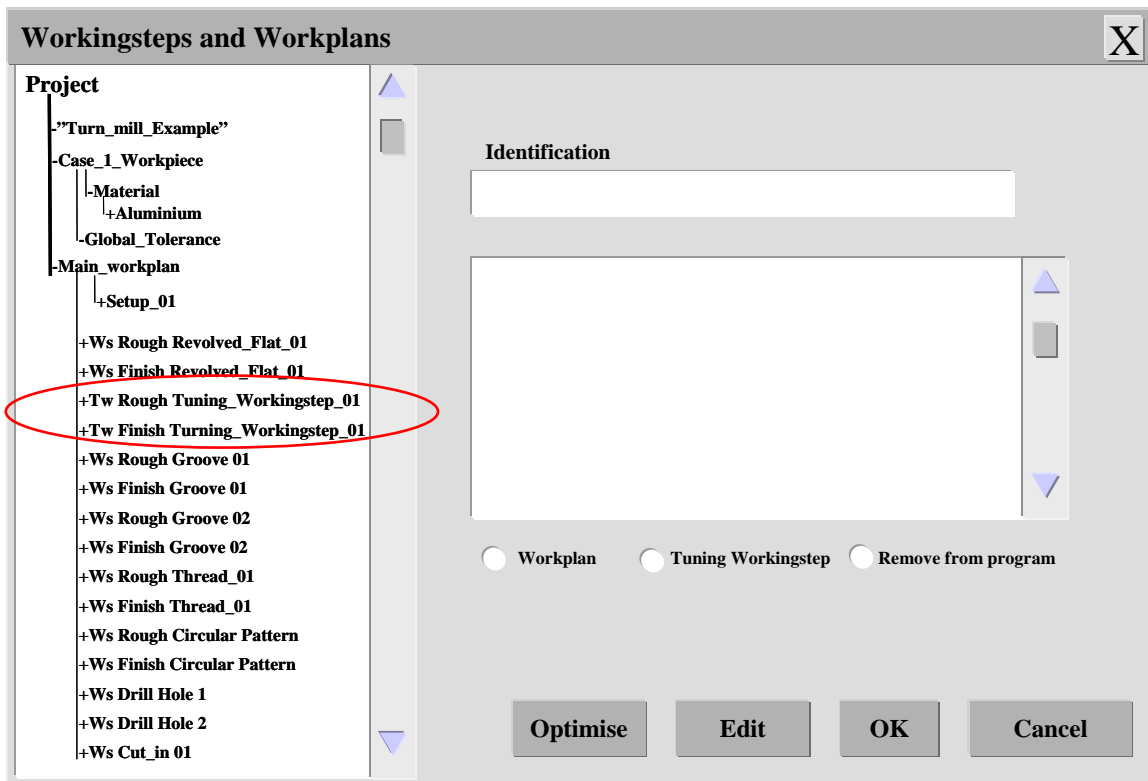 Workingsteps and Workplans
X
Project
-”Turn_mill_Example”
-Case_1_Workpiece
-Material
+Aluminium
-Global_Tolerance
-Main_workplan
+Setup_01
+Ws Rough Revolved_Flat_01
+Ws Finish Revolved_Flat_01
+Tw Rough Tuning_Workingstep_01
+Tw Finish Turning_Workingstep_01
+Ws Rough Groove 01
+Ws Finish Groove 01
+Ws Rough Groove 02
+Ws Finish Groove 02
+Ws Rough Thread_01
+Ws Finish Thread_01
+Ws Rough Circular Pattern
+Ws Finish Circular Pattern
+Ws Drill Hole 1
+Ws Drill Hole 2
+Ws Cut_in 01
Identification
Workplan Tuning Workingstep Remove from program
Optimise Edit OK Cancel